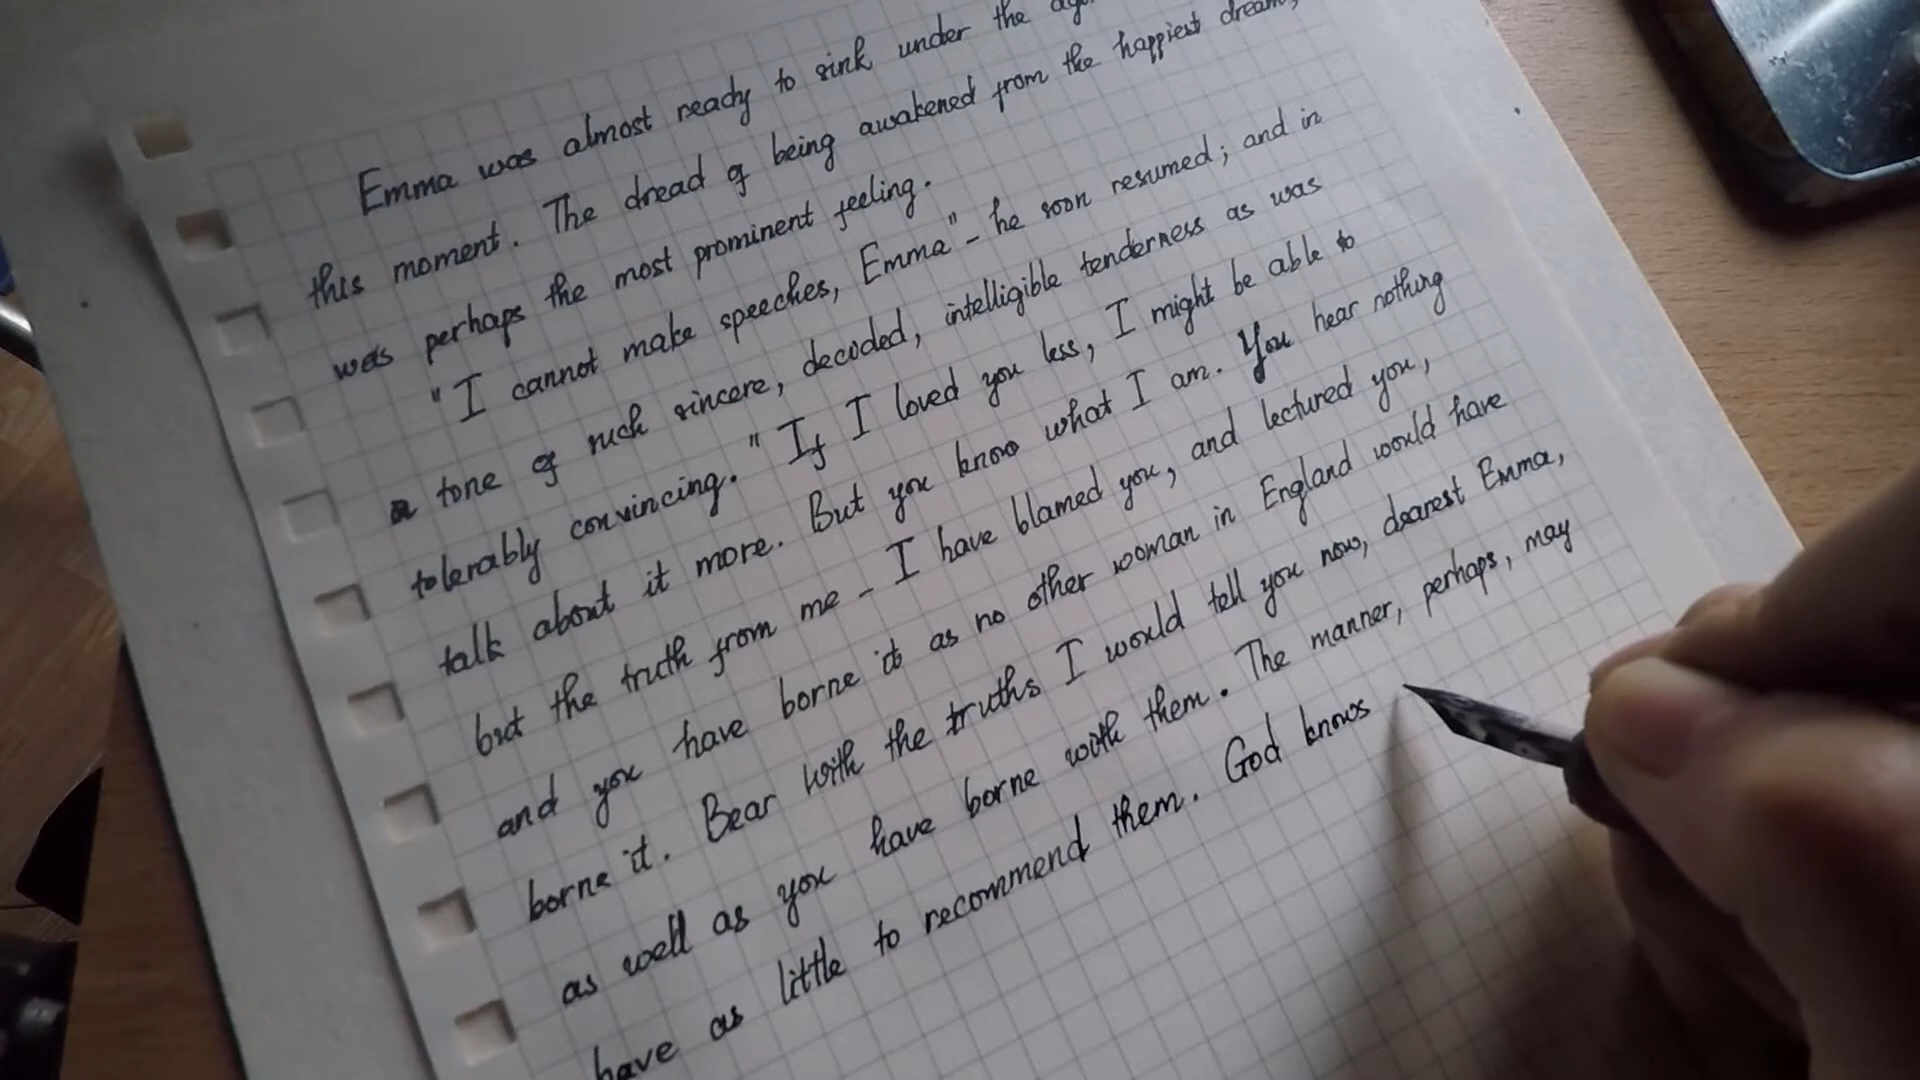 Emma was almost ready to sink under the
this moment. The dread of being awakened from the happiest dream,
was perhaps the most prominent feeling.
"I cannot make speeches, Emma" - he soon resumed; and in
a tone of such sincere, decoded, intelligible tenderness as was
tolerably convincing. "If I loved you less, I might be able to
talk about it more. But you know what I am. You hear nothing
but the truth from me - I have blamed you, and lectured you,
and you have borne it as no other woman in England would have
borne it. Bear with the truths I would tell you now, dearest Emma,
as well as you have borne with them. The manner, perhaps, may
have as little to recommend them. God knows